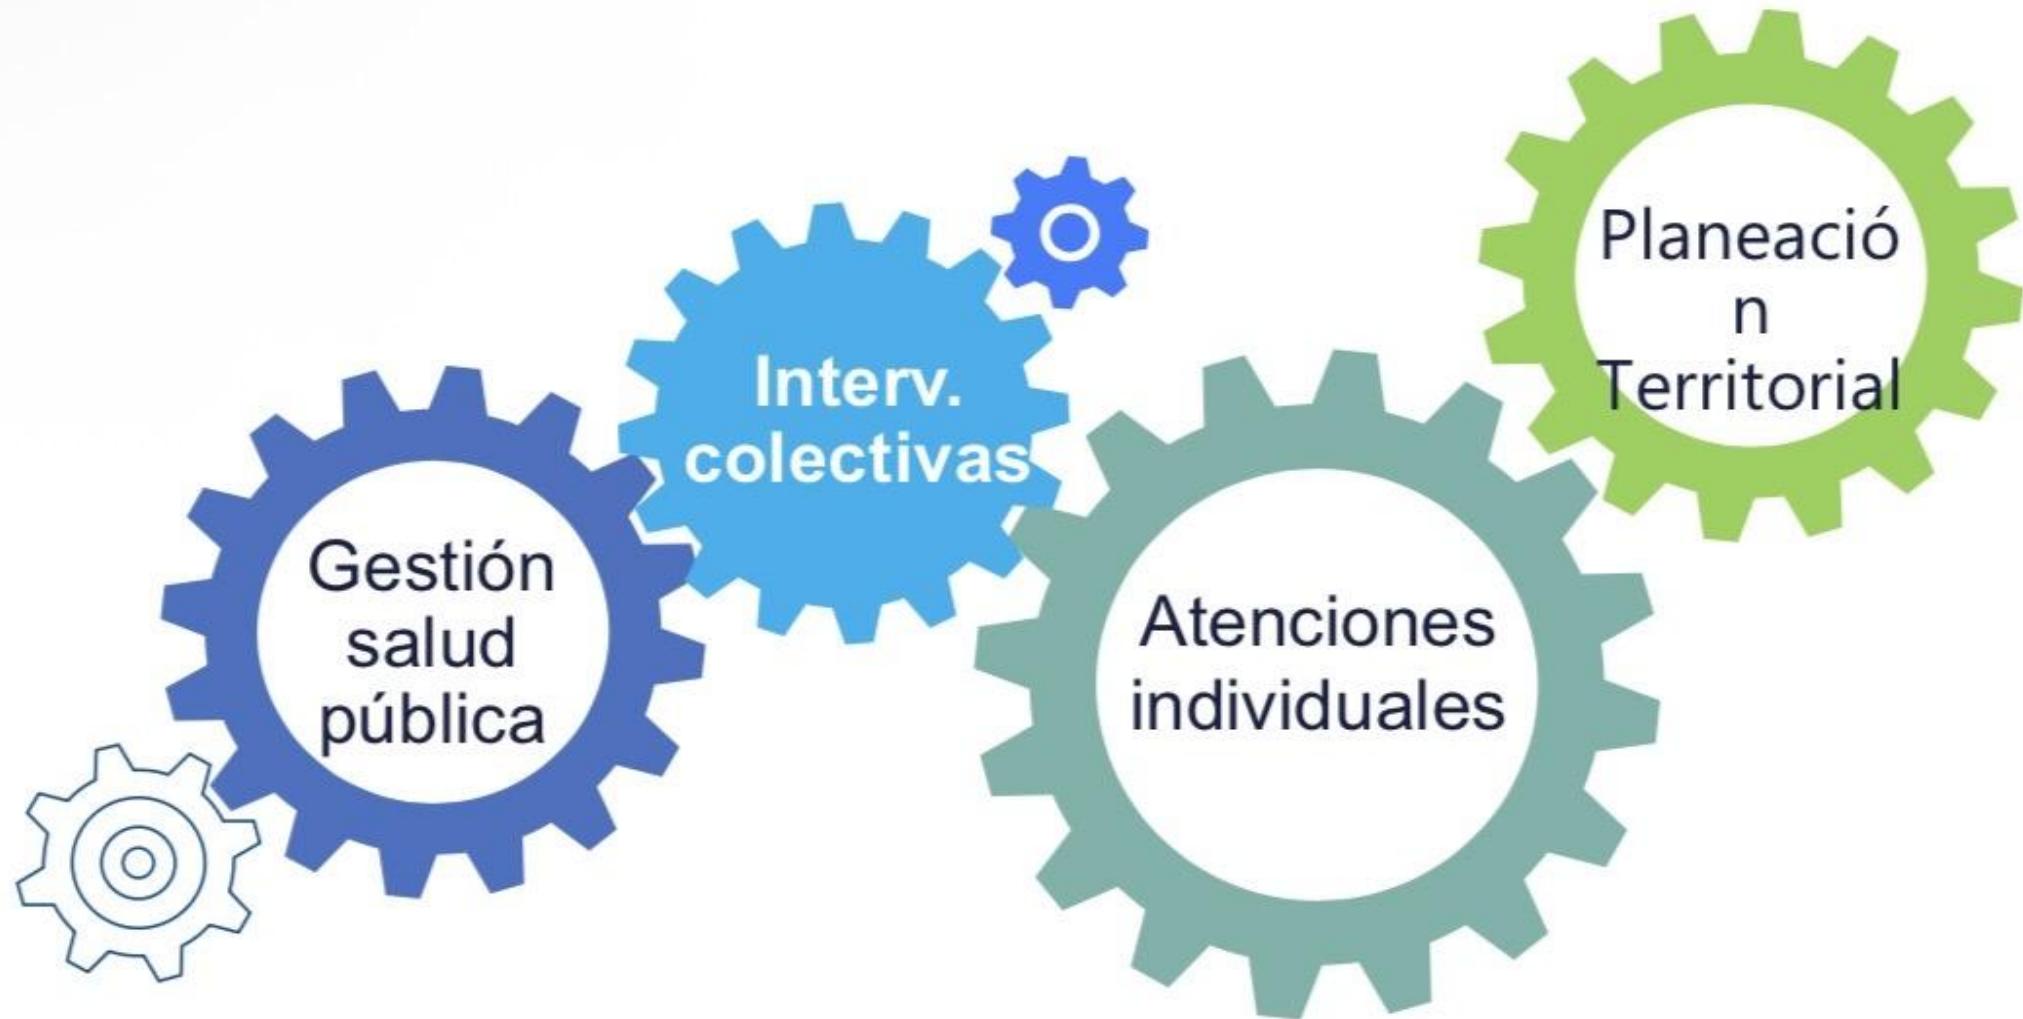 Gestión
salud
pública
Interv.
colectivas
Atenciones
individuales
Planeació
n
Territorial